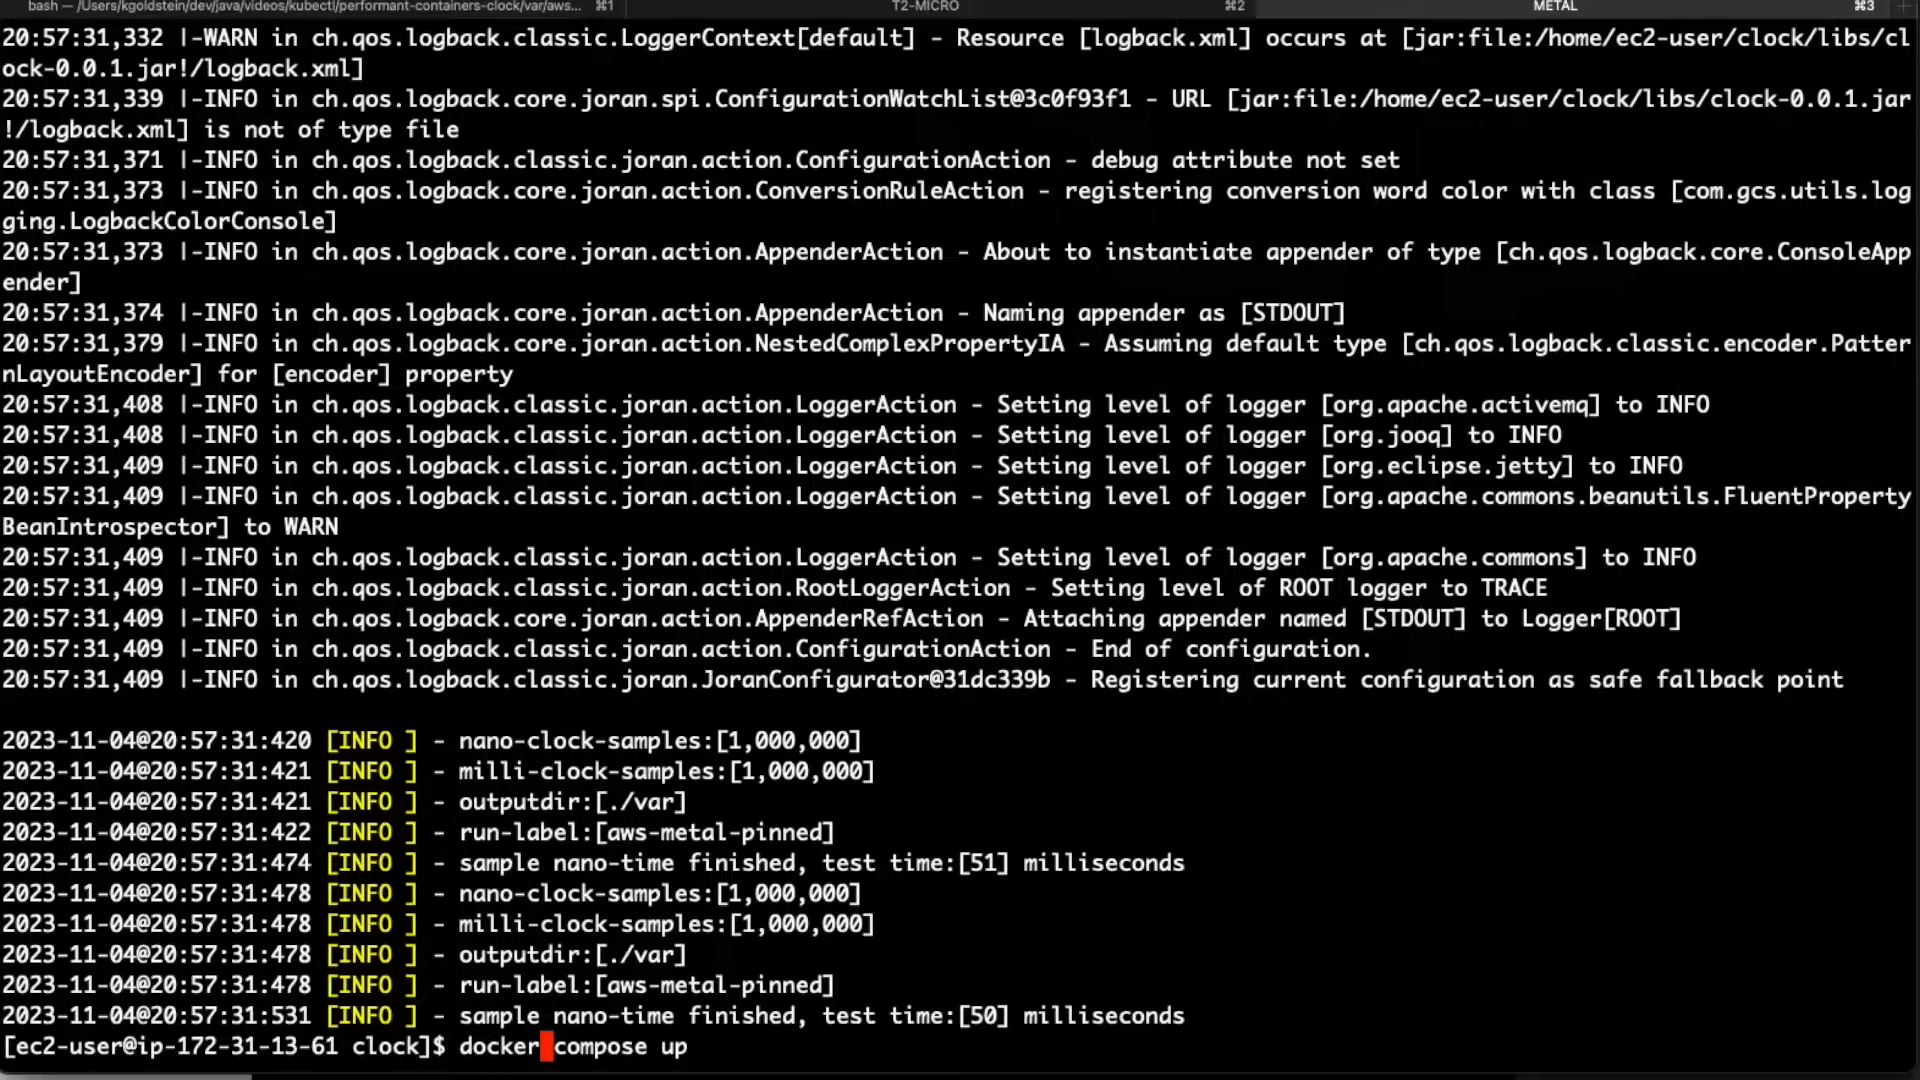 bash — /Users/kgoldstein/dev/java/videos/kubectl/performant-containers-clock/var/aws... ⌘1 T2-MICRO ⌘2 METAL ⌘3
20:57:31,332 |-WARN in ch.qos.logback.classic.LoggerContext[default] - Resource [logback.xml] occurs at [jar:file:/home/ec2-user/clock/libs/cl
ock-0.0.1.jar!/logback.xml]
20:57:31,339 |-INFO in ch.qos.logback.core.joran.spi.ConfigurationWatchList@3c0f93f1 - URL [jar:file:/home/ec2-user/clock/libs/clock-0.0.1.jar
!/logback.xml] is not of type file
20:57:31,371 |-INFO in ch.qos.logback.classic.joran.action.ConfigurationAction - debug attribute not set
20:57:31,373 |-INFO in ch.qos.logback.core.joran.action.ConversionRuleAction - registering conversion word color with class [com.gcs.utils.log
ging.LogbackColorConsole]
20:57:31,373 |-INFO in ch.qos.logback.core.joran.action.AppenderAction - About to instantiate appender of type [ch.qos.logback.core.ConsoleApp
ender]
20:57:31,374 |-INFO in ch.qos.logback.core.joran.action.AppenderAction - Naming appender as [STDOUT]
20:57:31,379 |-INFO in ch.qos.logback.core.joran.action.NestedComplexPropertyIA - Assuming default type [ch.qos.logback.classic.encoder.Patter
nLayoutEncoder] for [encoder] property
20:57:31,408 |-INFO in ch.qos.logback.classic.joran.action.LoggerAction - Setting level of logger [org.apache.activemq] to INFO
20:57:31,408 |-INFO in ch.qos.logback.classic.joran.action.LoggerAction - Setting level of logger [org.jooq] to INFO
20:57:31,409 |-INFO in ch.qos.logback.classic.joran.action.LoggerAction - Setting level of logger [org.eclipse.jetty] to INFO
20:57:31,409 |-INFO in ch.qos.logback.classic.joran.action.LoggerAction - Setting level of logger [org.apache.commons.beanutils.FluentProperty
BeanIntrospector] to WARN
20:57:31,409 |-INFO in ch.qos.logback.classic.joran.action.LoggerAction - Setting level of logger [org.apache.commons] to INFO
20:57:31,409 |-INFO in ch.qos.logback.classic.joran.action.RootLoggerAction - Setting level of ROOT logger to TRACE
20:57:31,409 |-INFO in ch.qos.logback.core.joran.action.AppenderRefAction - Attaching appender named [STDOUT] to Logger[ROOT]
20:57:31,409 |-INFO in ch.qos.logback.classic.joran.action.ConfigurationAction - End of configuration.
20:57:31,409 |-INFO in ch.qos.logback.classic.joran.JoranConfigurator@31dc339b - Registering current configuration as safe fallback point
2023-11-04@20:57:31:420 [INFO ] - nano-clock-samples:[1,000,000]
2023-11-04@20:57:31:421 [INFO ] - milli-clock-samples:[1,000,000]
2023-11-04@20:57:31:421 [INFO ] - outputdir:[./var]
2023-11-04@20:57:31:422 [INFO ] - run-label:[aws-metal-pinned]
2023-11-04@20:57:31:474 [INFO ] - sample nano-time finished, test time:[51] milliseconds
2023-11-04@20:57:31:478 [INFO ] - nano-clock-samples:[1,000,000]
2023-11-04@20:57:31:478 [INFO ] - milli-clock-samples:[1,000,000]
2023-11-04@20:57:31:478 [INFO ] - outputdir:[./var]
2023-11-04@20:57:31:478 [INFO ] - run-label:[aws-metal-pinned]
2023-11-04@20:57:31:531 [INFO ] - sample nano-time finished, test time:[50] milliseconds
[ec2-user@ip-172-31-13-61 clock]$ docker compose up